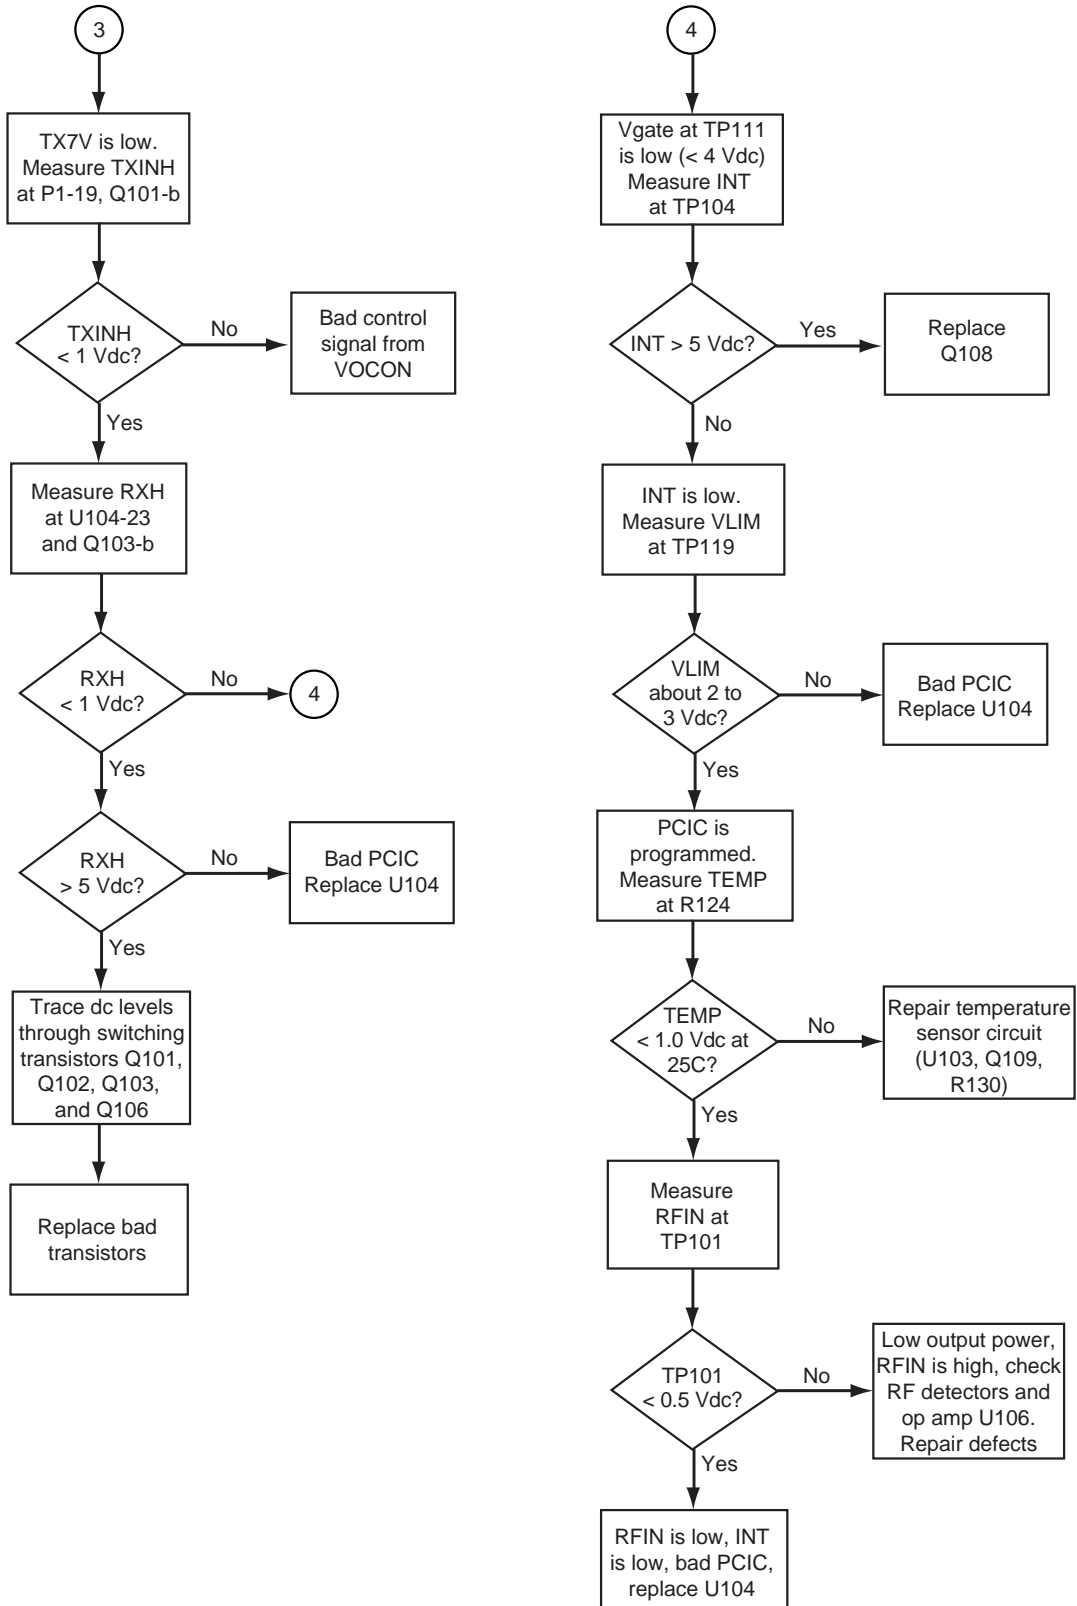 3
TX7V is low.
Measure TXINH
at P1-19, Q101-b
TXINH
< 1 Vdc?
No
Bad control
signal from
VOCON
Yes
Measure RXH
at U104-23
and Q103-b
RXH
< 1 Vdc?
No
4
Yes
RXH
> 5 Vdc?
No
Bad PCIC
Replace U104
Yes
Trace dc levels
through switching
transistors Q101,
Q102, Q103,
and Q106
Replace bad
transistors
4
Vgate at TP111
is low (< 4 Vdc)
Measure INT
at TP104
INT > 5 Vdc?
Yes
Replace
Q108
No
INT is low.
Measure VLIM
at TP119
VLIM
about 2 to
3 Vdc?
No
Bad PCIC
Replace U104
Yes
PCIC is
programmed.
Measure TEMP
at R124
TEMP
< 1.0 Vdc at
25C?
No
Repair temperature
sensor circuit
(U103, Q109,
R130)
Yes
Measure
RFIN at
TP101
TP101
< 0.5 Vdc?
No
Low output power,
RFIN is high, check
RF detectors and
op amp U106.
Repair defects
Yes
RFIN is low, INT
is low, bad PCIC,
replace U104